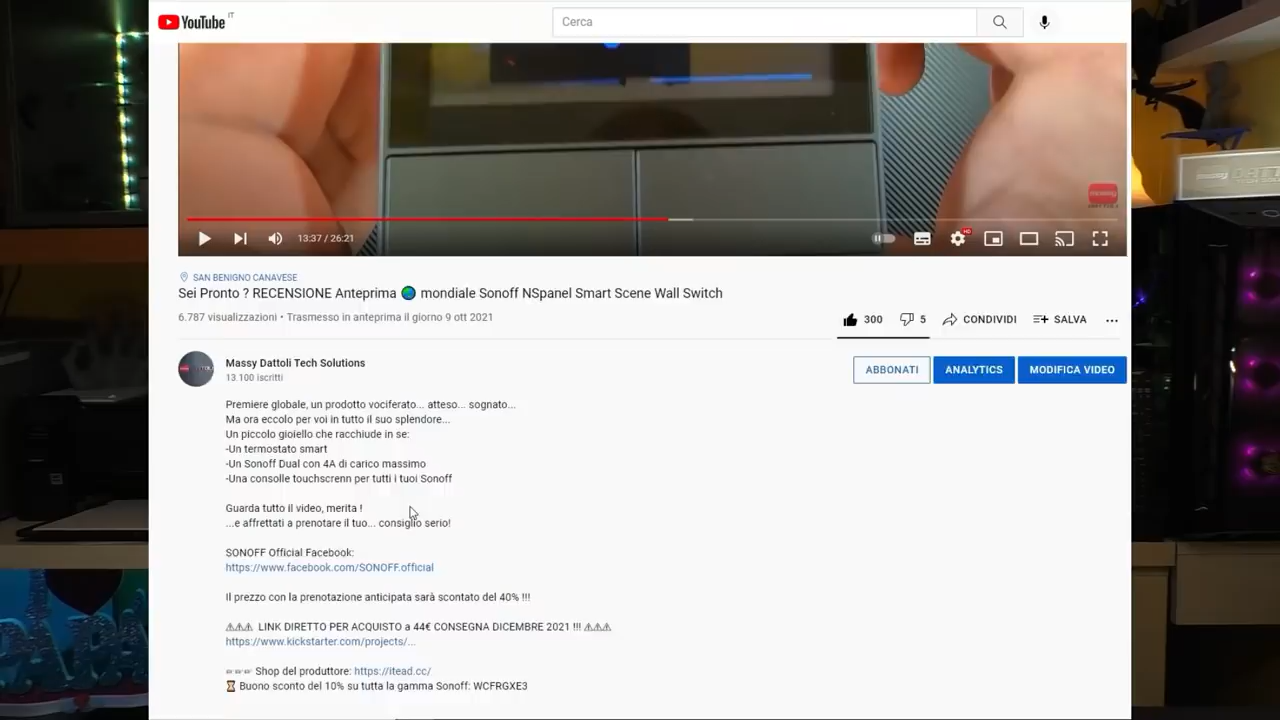 YouTube IT
Cerca
13:37 / 26:21
HD
SAN BENIGNO CANAVESE
Sei Pronto ? RECENSIONE Anteprima 🌍 mondiale Sonoff NSpanel Smart Scene Wall Switch
6.787 visualizzazioni • Trasmesso in anteprima il giorno 9 ott 2021
300 5 CONDIVIDI SALVA ...
Massy Dattoli Tech Solutions
13.100 iscritti
ABBONATI ANALYTICS MODIFICA VIDEO
Premiere globale, un prodotto vociferato... atteso... sognato...
Ma ora eccolo per voi in tutto il suo splendore...
Un piccolo gioiello che racchiude in se:
-Un termostato smart
-Un Sonoff Dual con 4A di carico massimo
-Una consolle touchscrenn per tutti i tuoi Sonoff
Guarda tutto il video, merita !
...e affrettati a prenotare il tuo... consiglio serio!
SONOFF Official Facebook:
https://www.facebook.com/SONOFF.official
Il prezzo con la prenotazione anticipata sarà scontato del 40% !!!
⚠⚠⚠ LINK DIRETTO PER ACQUISTO a 44€ CONSEGNA DICEMBRE 2021 !!! ⚠⚠⚠
https://www.kickstarter.com/projects/...
Shop del produttore: https://itead.cc/
⌛ Buono sconto del 10% su tutta la gamma Sonoff: WCFRGXE3